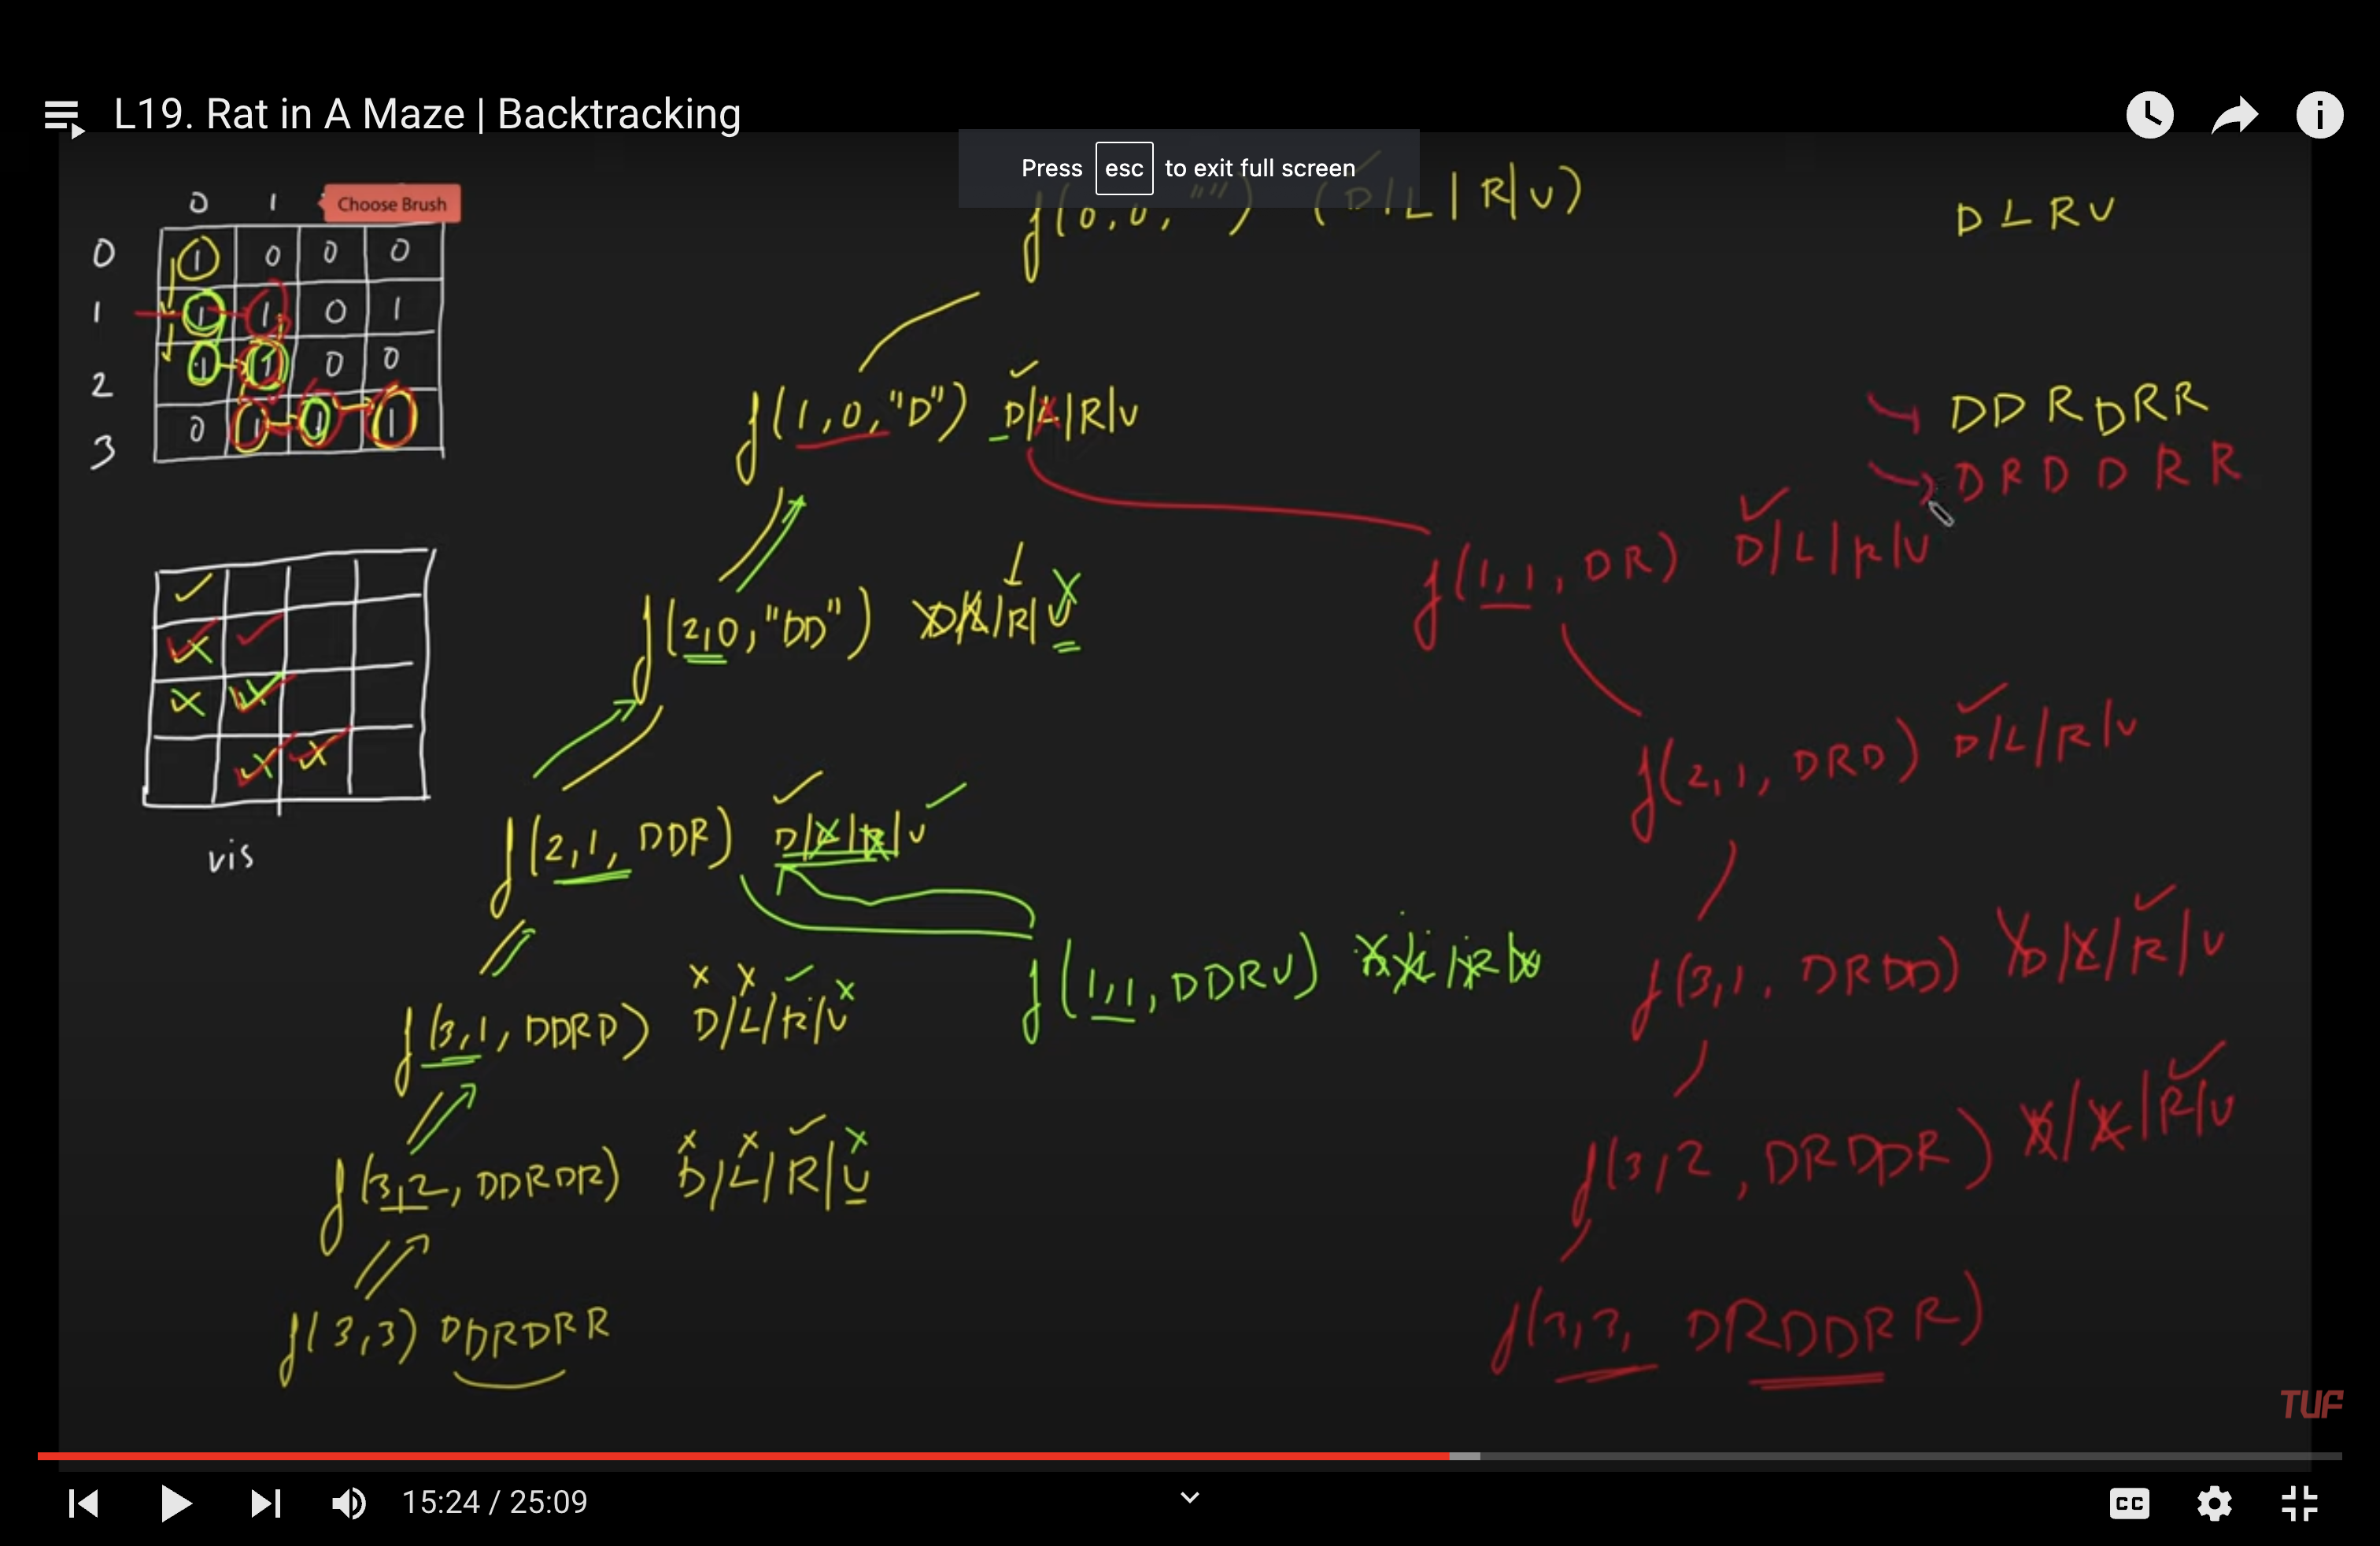 L19. Rat in A Maze | Backtracking
Press esc to exit full screen
Choose Brush
0 1
0 1 0 0 0
1 1 1 0 1
2 1 1 0 0
3 0 1 1 1
vis
f(0,0,"") (D|L|R|U)
DLRU
f(1,0,"D") D|L|R|U
DDRDRR
DRDDRR
f(1,1,DR) D/L/R/U
f(2,0,"DD") D/L/R|U
f(2,1,DRD) D/L/R/U
f(2,1,DDR) D/L/R/U
f(3,1,DRDD) D/L/R/U
f(1,1,DDRU) D/L/R/U
f(3,1,DDRD) D/L/R/U
f(3,2,DRDDR) D/L/R/U
f(3,2,DDRDR) D/L/R/U
f(3,3) DDRDRR
f(3,3, DRDDRR)
TUF
15:24 / 25:09
CC